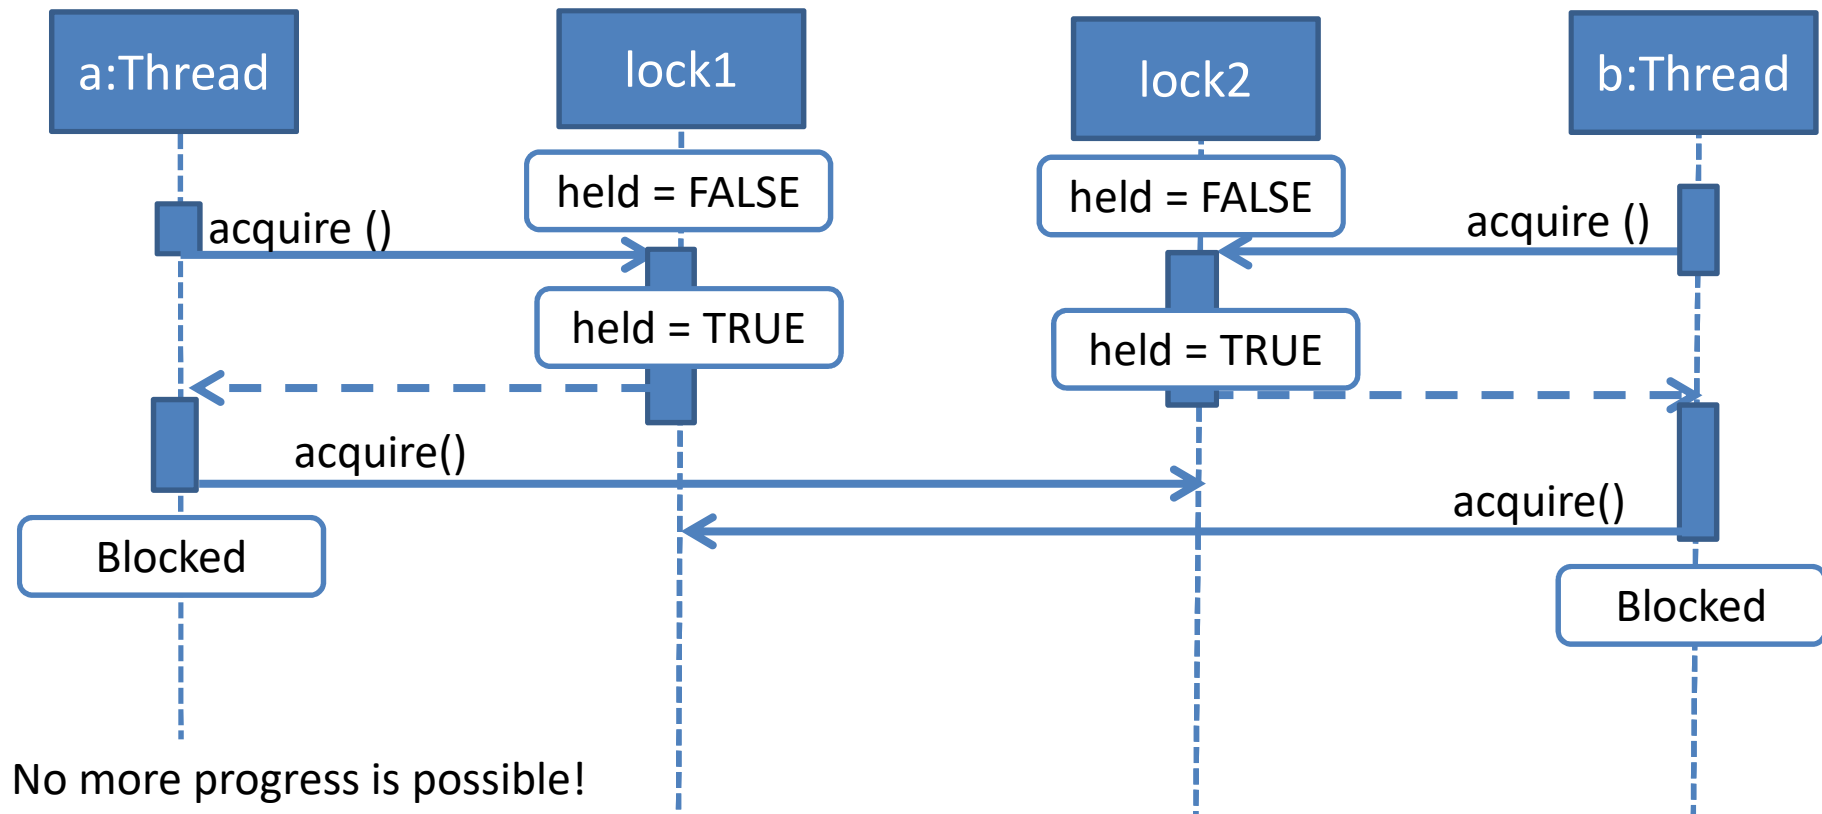 a:Thread
lock1
lock2
b:Thread
held = FALSE
held = FALSE
acquire ()
acquire ()
held = TRUE
held = TRUE
acquire()
acquire()
Blocked
Blocked
No more progress is possible!